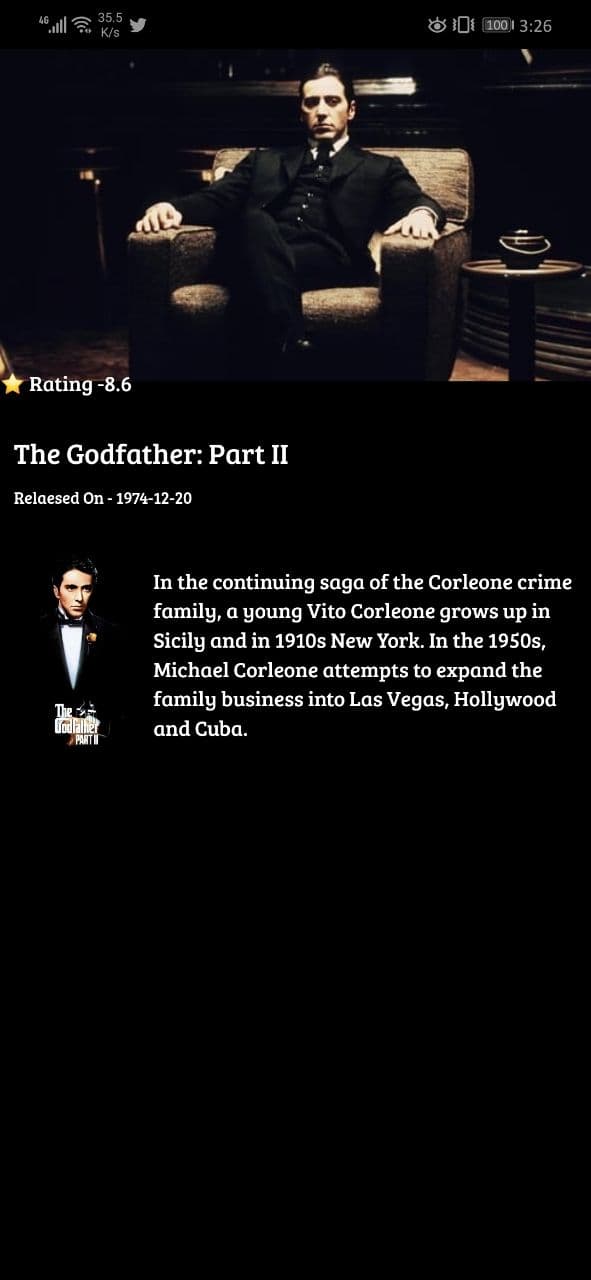 4G
35.5
K/s
100
3:26
Rating -8.6
The Godfather: Part II
Relaesed On - 1974-12-20
In the continuing saga of the Corleone crime
family, a young Vito Corleone grows up in
Sicily and in 1910s New York. In the 1950s,
Michael Corleone attempts to expand the
family business into Las Vegas, Hollywood
and Cuba.
The
Godfather
PART II